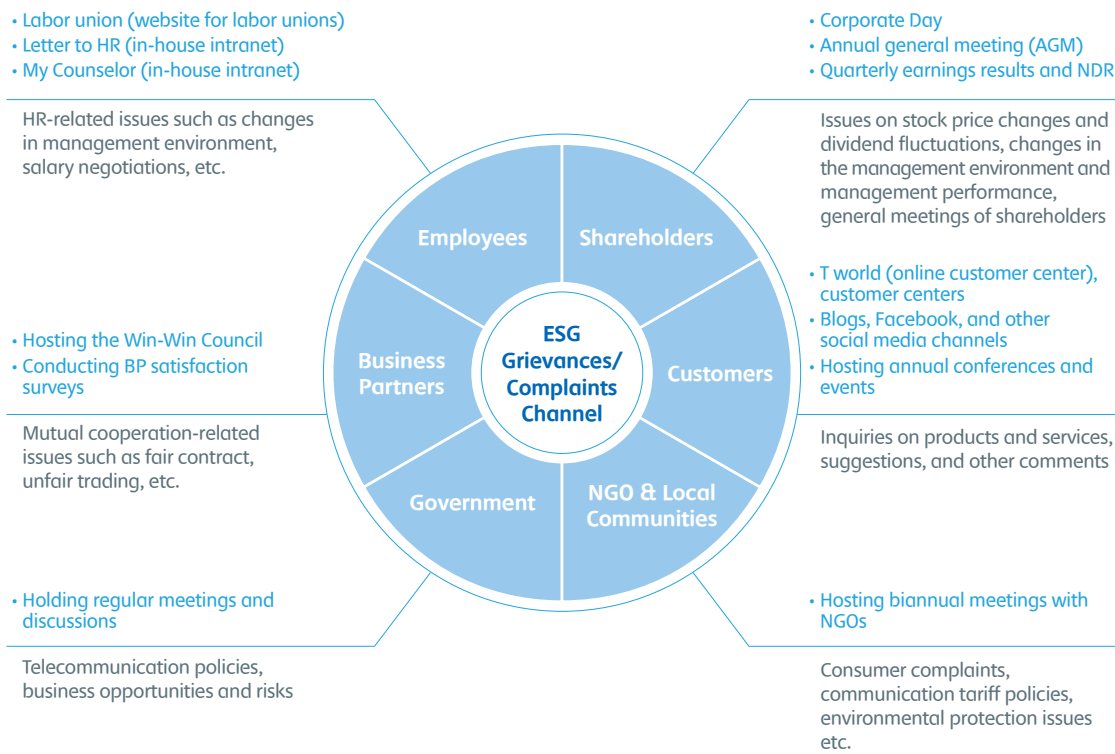 • Labor union (website for labor unions)
• Letter to HR (in-house intranet)
• My Counselor (in-house intranet)
HR-related issues such as changes
in management environment,
salary negotiations, etc.
• Corporate Day
• Annual general meeting (AGM)
• Quarterly earnings results and NDR
Issues on stock price changes and
dividend fluctuations, changes in
the management environment and
management performance,
general meetings of shareholders
Employees
Shareholders
• Hosting the Win-Win Council
• Conducting BP satisfaction
surveys
Mutual cooperation-related
issues such as fair contract,
unfair trading, etc.
Business
Partners
ESG
Grievances/
Complaints
Channel
Customers
• T world (online customer center),
customer centers
• Blogs, Facebook, and other
social media channels
• Hosting annual conferences and
events
Inquiries on products and services,
suggestions, and other comments
Government
NGO & Local
Communities
• Holding regular meetings and
discussions
Telecommunication policies,
business opportunities and risks
• Hosting biannual meetings with
NGOs
Consumer complaints,
communication tariff policies,
environmental protection issues
etc.